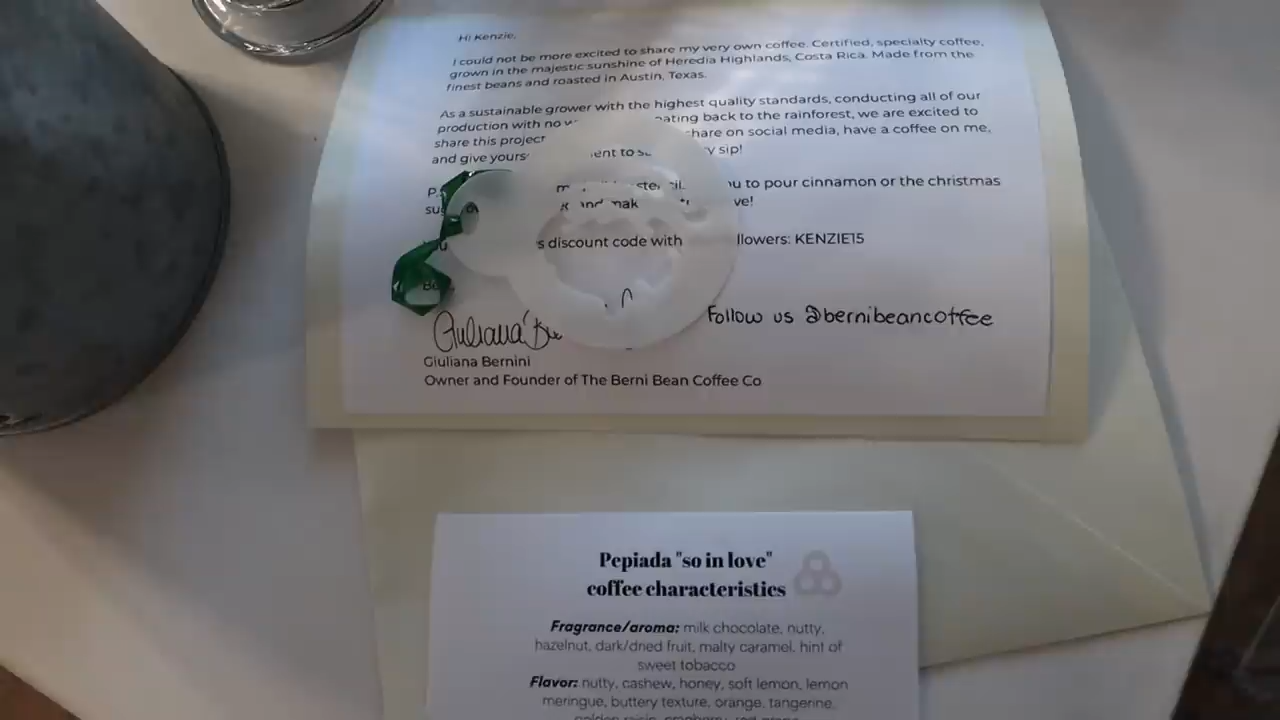 Hi Kenzie,
I could not be more excited to share my very own coffee. Certified, specialty coffee,
grown in the majestic sunshine of Heredia Highlands, Costa Rica. Made from the
finest beans and roasted in Austin, Texas.
As a sustainable grower with the highest quality standards, conducting all of our
production with no back to the rainforest, we are excited to
share this project share on social media, have a coffee on me,
and give sip!
to pour cinnamon or the christmas
discount code with KENZIE15
Giuliana
Follow us @bernibeancoffee
Giuliana Bernini
Owner and Founder of The Berni Bean Coffee Co
Pepiada "so in love"
coffee characteristics
Fragrance/aroma: milk chocolate, nutty,
hazelnut, dark/dried fruit, malty caramel, hint of
sweet tobacco
Flavor: nutty, cashew, honey, soft lemon, lemon
meringue, buttery texture, orange, tangerine,